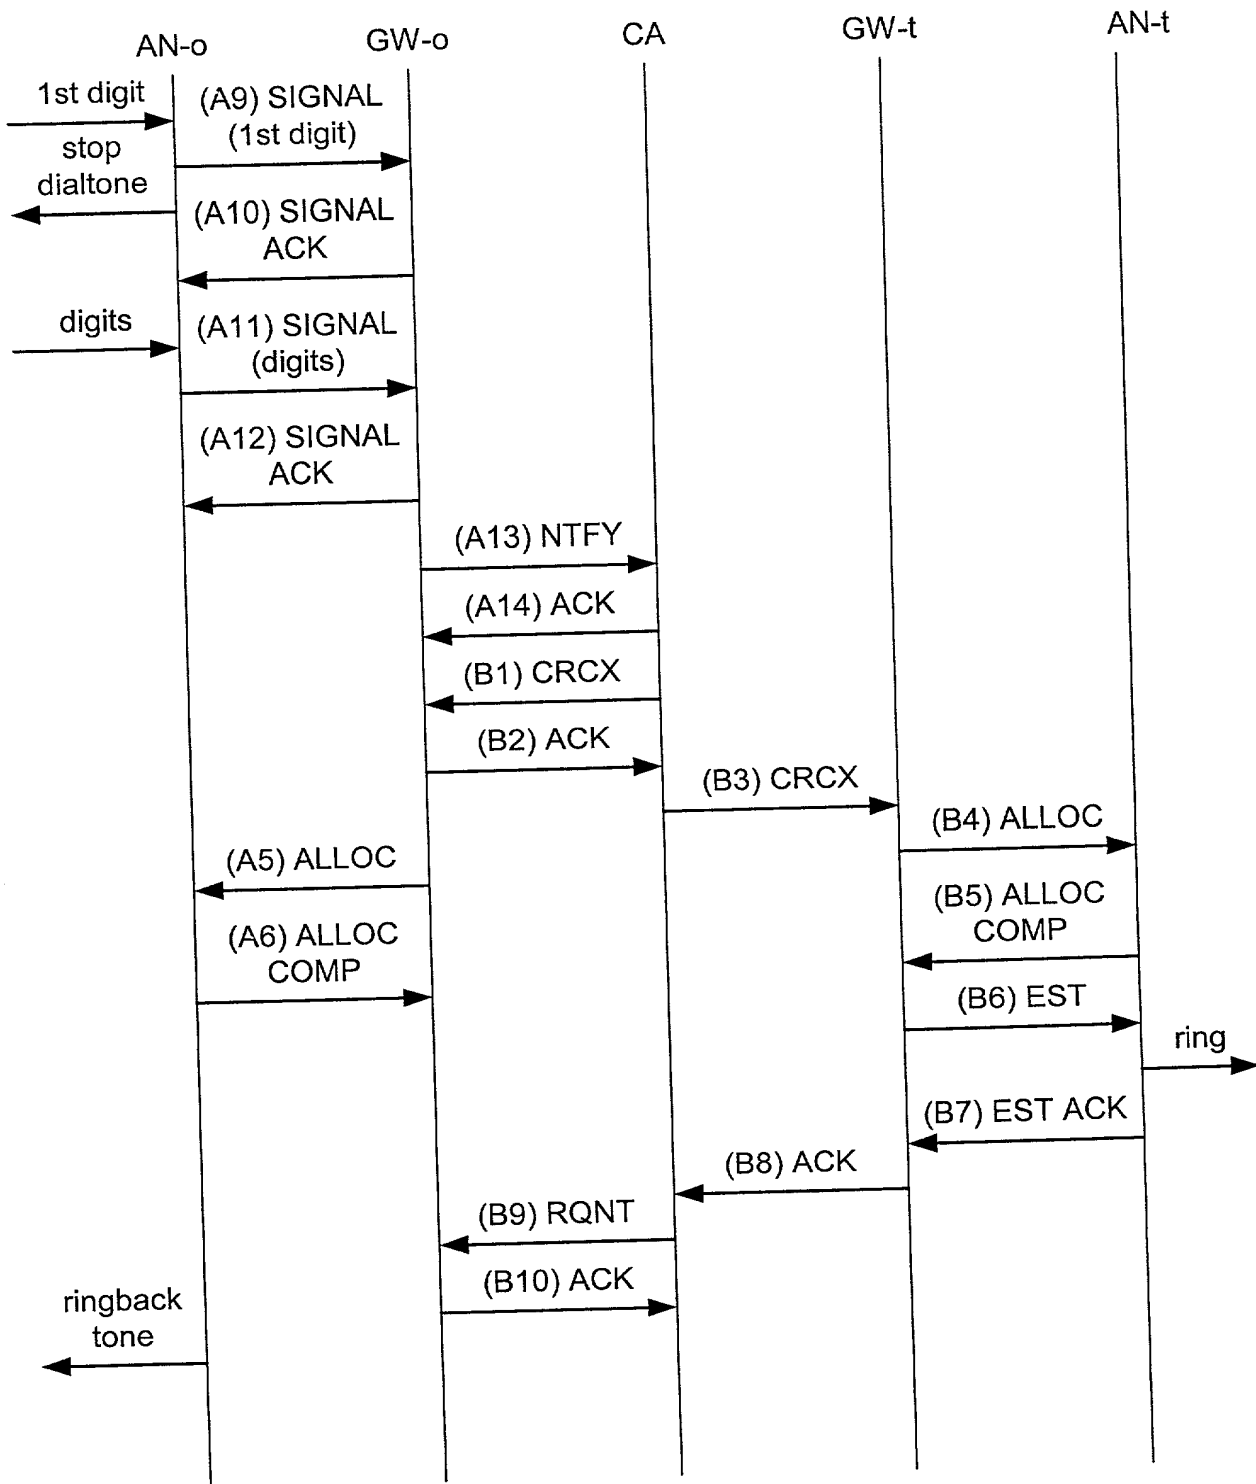 AN-o
GW-o
CA
GW-t
AN-t
1st digit
(A9) SIGNAL
(1st digit)
stop
dialtone
(A10) SIGNAL
ACK
digits
(A11) SIGNAL
(digits)
(A12) SIGNAL
ACK
(A13) NTFY
(A14) ACK
(B1) CRCX
(B2) ACK
(B3) CRCX
(B4) ALLOC
(A5) ALLOC
(B5) ALLOC
COMP
(A6) ALLOC
COMP
(B6) EST
ring
(B7) EST ACK
(B8) ACK
(B9) RQNT
(B10) ACK
ringback
tone